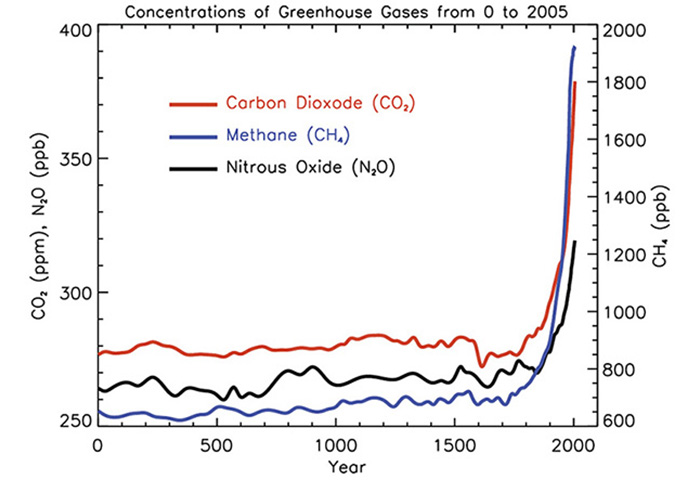 Concentrations of Greenhouse Gases from 0 to 2005
400
350
300
250
CO₂ (ppm), N₂O (ppb)
Carbon Dioxode (CO₂)
Methane (CH₄)
Nitrous Oxide (N₂O)
2000
1800
1600
1400
1200
1000
800
600
CH₄ (ppb)
0 500 1000 1500 2000
Year